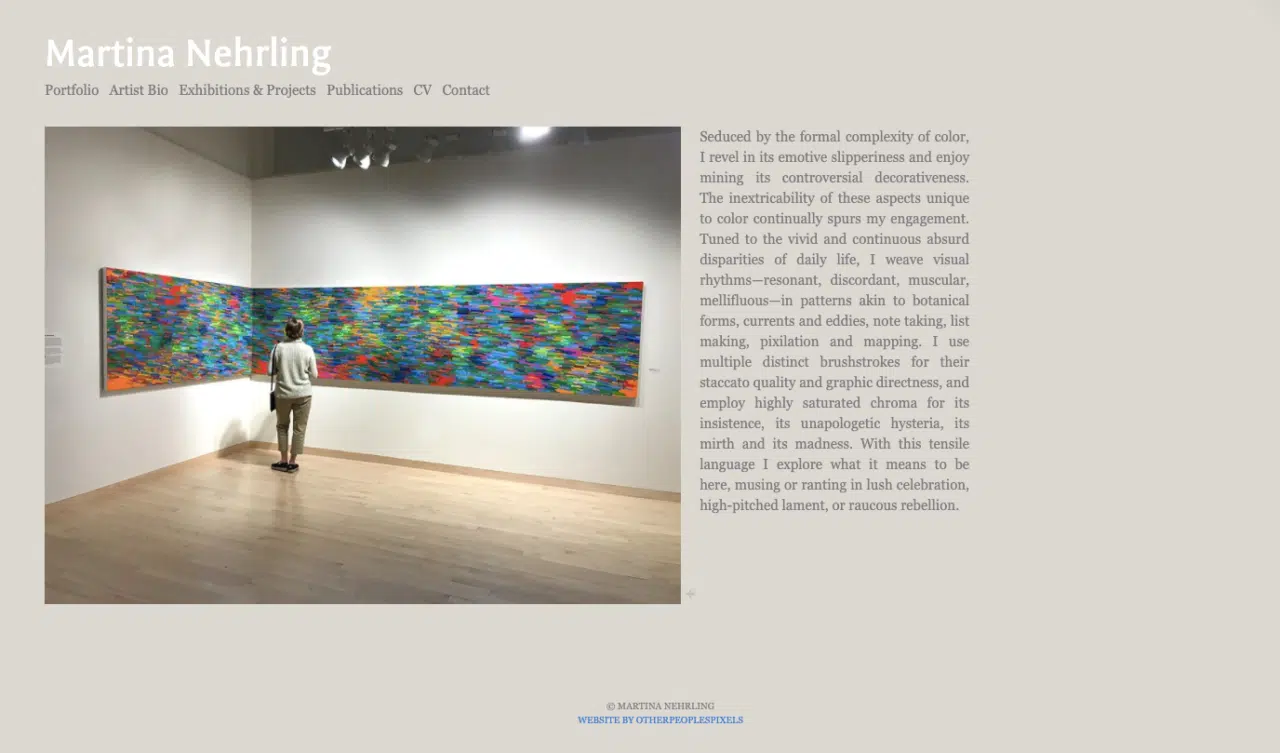 Martina Nehrling
Portfolio Artist Bio Exhibitions & Projects Publications CV Contact
Seduced by the formal complexity of color,
I revel in its emotive slipperiness and enjoy
mining its controversial decorativeness.
The inextricability of these aspects unique
to color continually spurs my engagement.
Tuned to the vivid and continuous absurd
disparities of daily life, I weave visual
rhythms—resonant, discordant, muscular,
mellifluous—in patterns akin to botanical
forms, currents and eddies, note taking, list
making, pixilation and mapping. I use
multiple distinct brushstrokes for their
staccato quality and graphic directness, and
employ highly saturated chroma for its
insistence, its unapologetic hysteria, its
mirth and its madness. With this tensile
language I explore what it means to be
here, musing or ranting in lush celebration,
high-pitched lament, or raucous rebellion.
© MARTINA NEHRLING
WEBSITE BY OTHERPEOPLESPIXELS